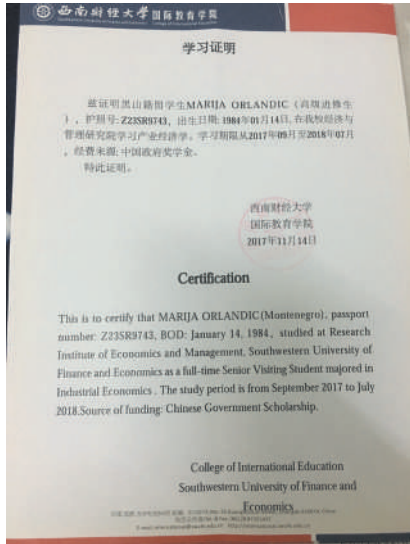 西南财经大学 国际教育学院
学习证明
兹证明黑山籍留学生MARIJA ORLANDIC（高级进修生
），护照号: Z23SR9743，出生日期: 1984年01月14日, 在我校经济与
管理研究院学习产业经济学。学习期限从2017年09月至2018年07月
，经费来源: 中国政府奖学金。
特此证明。
西南财经大学
国际教育学院
2017年11月14日
Certification
This is to certify that MARIJA ORLANDIC(Montenegro), passport
number: Z23SR9743, BOD: January 14, 1984, studied at Research
Institute of Economics and Management, Southwestern University of
Finance and Economics as a full-time Senior Visiting Student majored in
Industrial Economics . The study period is from September 2017 to July
2018.Source of funding: Chinese Government Scholarship.
College of International Education
Southwestern University of Finance and
Economics